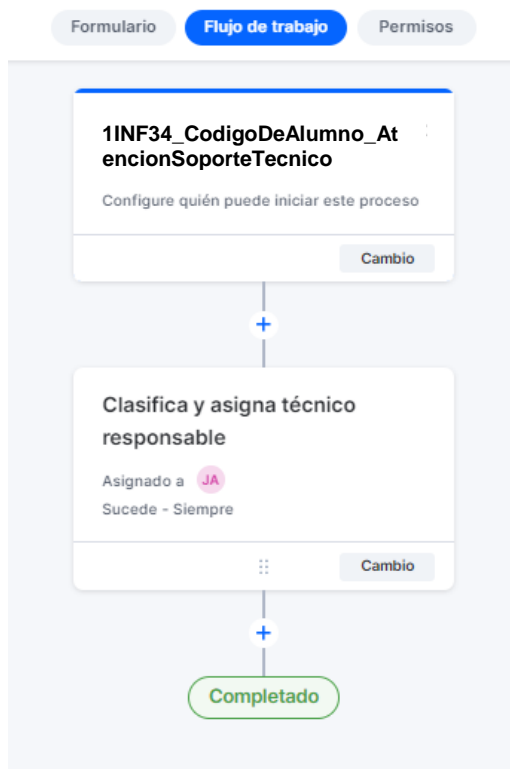 Formulario Flujo de trabajo Permisos
1INF34_CodigoDeAlumno_At
encionSoporteTecnico
Configure quién puede iniciar este proceso
Cambio
+
Clasifica y asigna técnico
responsable
Asignado a JA
Sucede - Siempre
Cambio
+
Completado